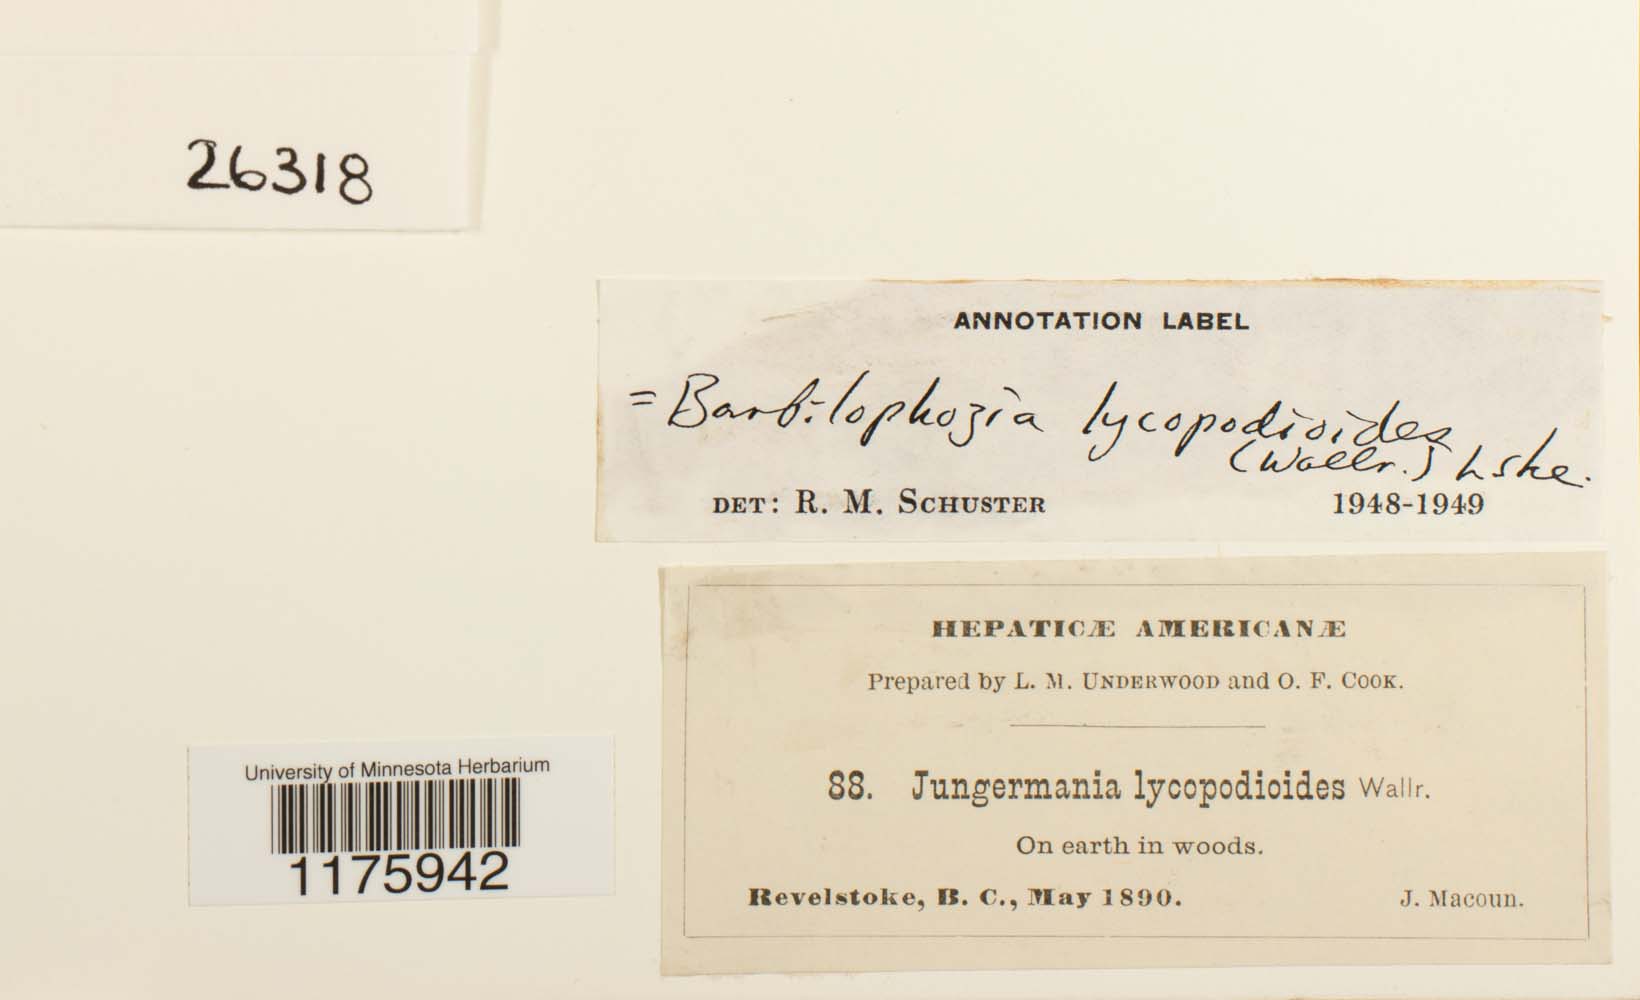 26318
ANNOTATION LABEL
= Barbilophozia lycopodioides
(Wallr.) Lske.
DET: R. M. SCHUSTER 1948-1949
HEPATICÆ AMERICANÆ
Prepared by L. M. UNDERWOOD and O. F. COOK.
88. Jungermania lycopodioides Wallr.
On earth in woods.
Revelstoke, B. C., May 1890. J. Macoun.
University of Minnesota Herbarium
1175942